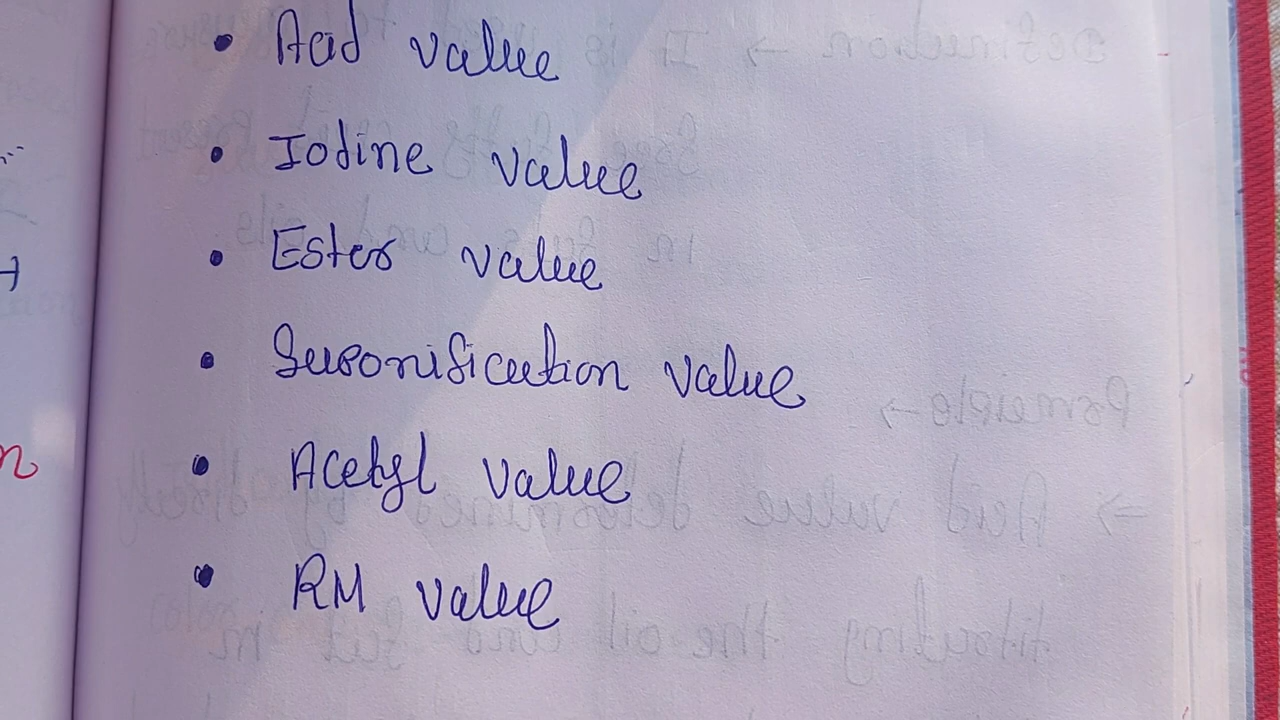 • Acid value
• Iodine value
• Ester value
• Saponification value
• Acetyl value
• RM value